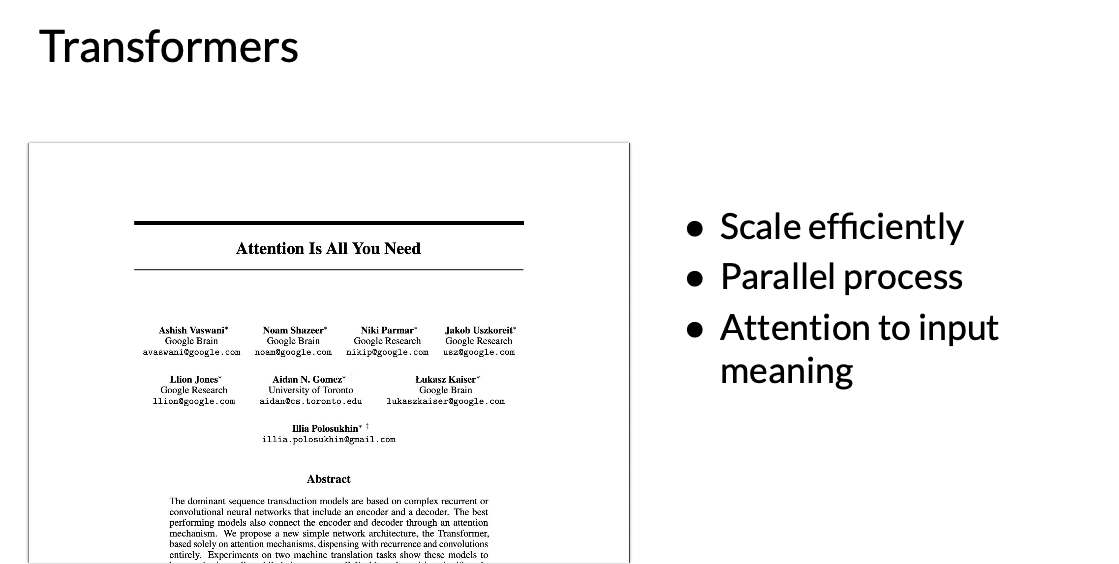 Transformers
Attention Is All You Need
Ashish Vaswani* Noam Shazeer* Niki Parmar* Jakob Uszkoreit*
Google Brain Google Brain Google Research Google Research
avaswani@google.com noam@google.com nikip@google.com usz@google.com
Llion Jones* Aidan N. Gomez* Łukasz Kaiser*
Google Research University of Toronto Google Brain
llion@google.com aidan@cs.toronto.edu lukaszkaiser@google.com
Illia Polosukhin* ‡
illia.polosukhin@gmail.com
Abstract
The dominant sequence transduction models are based on complex recurrent or
convolutional neural networks that include an encoder and a decoder. The best
performing models also connect the encoder and decoder through an attention
mechanism. We propose a new simple network architecture, the Transformer,
based solely on attention mechanisms, dispensing with recurrence and convolutions
entirely. Experiments on two machine translation tasks show these models to
● Scale efficiently
● Parallel process
● Attention to input
meaning